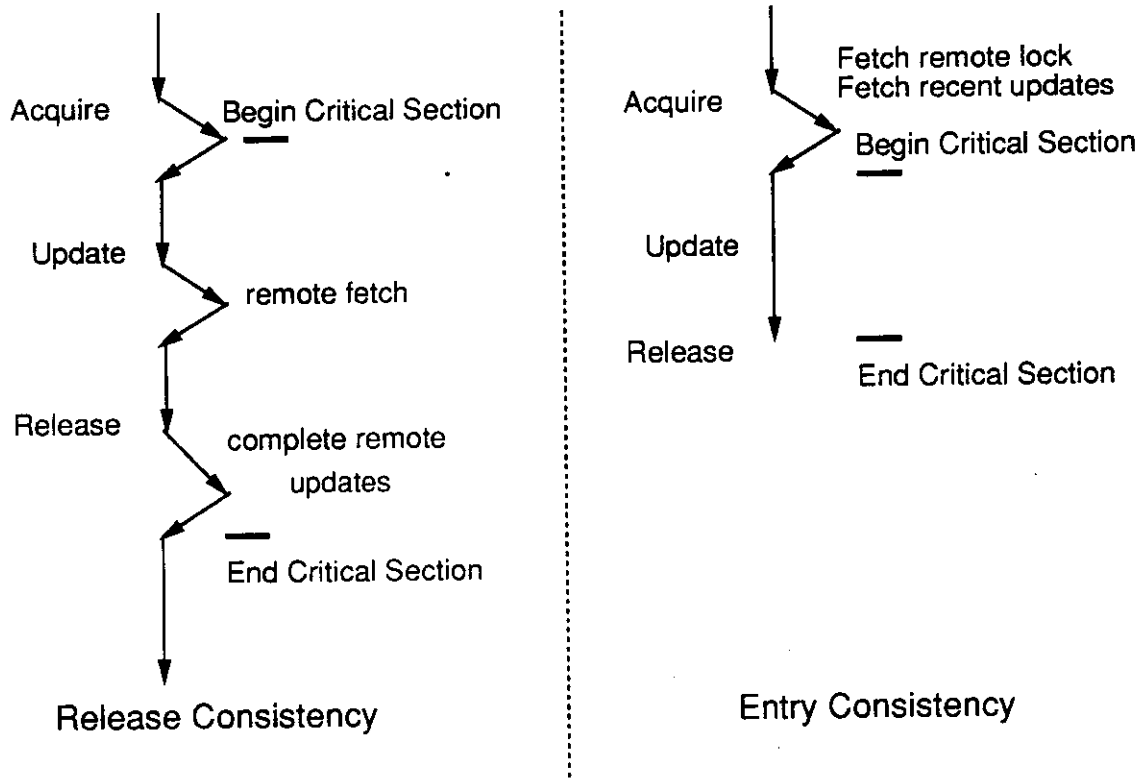 Acquire
Begin Critical Section
Update
remote fetch
Release
complete remote
updates
End Critical Section
Release Consistency
Fetch remote lock
Fetch recent updates
Acquire
Begin Critical Section
Update
Release
End Critical Section
Entry Consistency